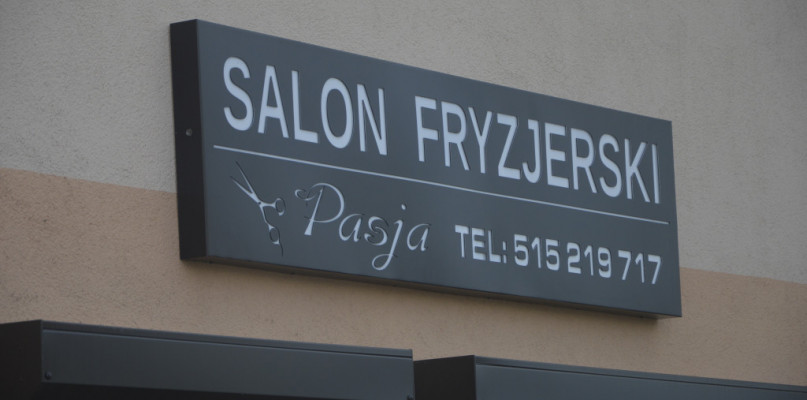 SALON FRYZJERSKI
Pasja TEL: 515 219 717